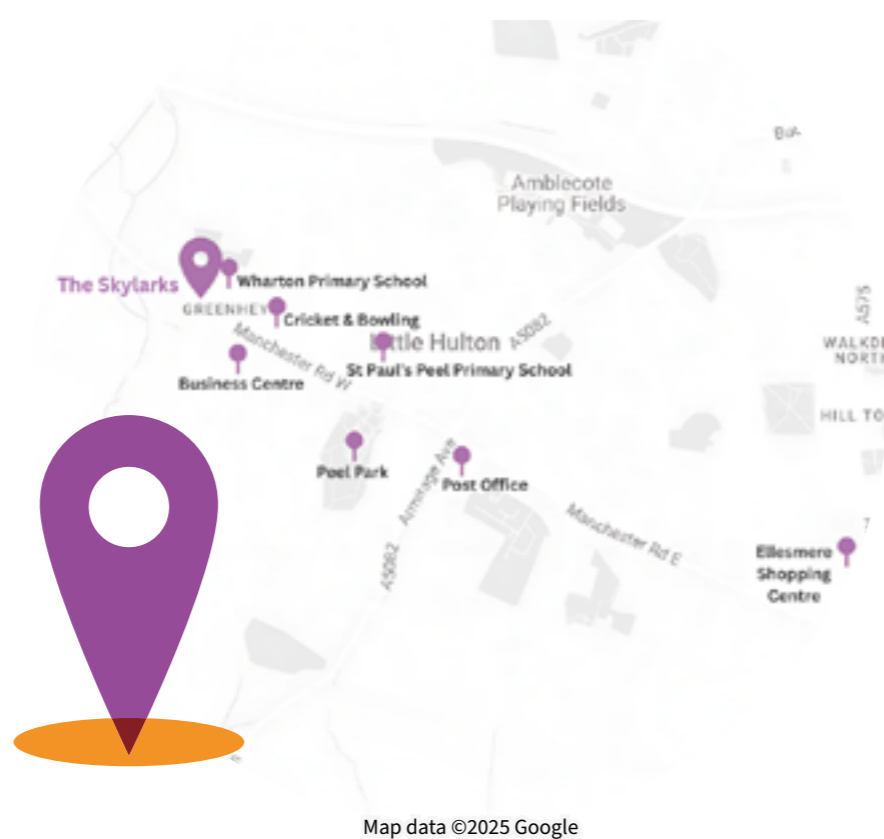 Amblecote
Playing Fields
The Skylarks
Wharton Primary School
GREENHEY
Cricket & Bowling
A575
A5082
Little Hulton
Manchester Rd W
St Paul's Peel Primary School
Business Centre
WALKDE
NORTH
HILL TO
Peel Park
Armitage Ave
Post Office
Manchester Rd E
A5082
Ellesmere
Shopping
Centre
Map data ©2025 Google